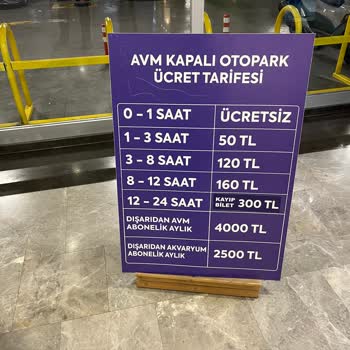 AVM KAPALI OTOPARK
ÜCRET TARİFESİ
0 – 1 SAAT ÜCRETSİZ
1 - 3 SAAT 50 TL
3 – 8 SAAT 120 TL
8 - 12 SAAT 160 TL
12 – 24 SAAT KAYIP BİLET 300 TL
DIŞARIDAN AVM
ABONELİK AYLIK 4000 TL
DIŞARIDAN AKVARYUM
ABONELİK AYLIK 2500 TL